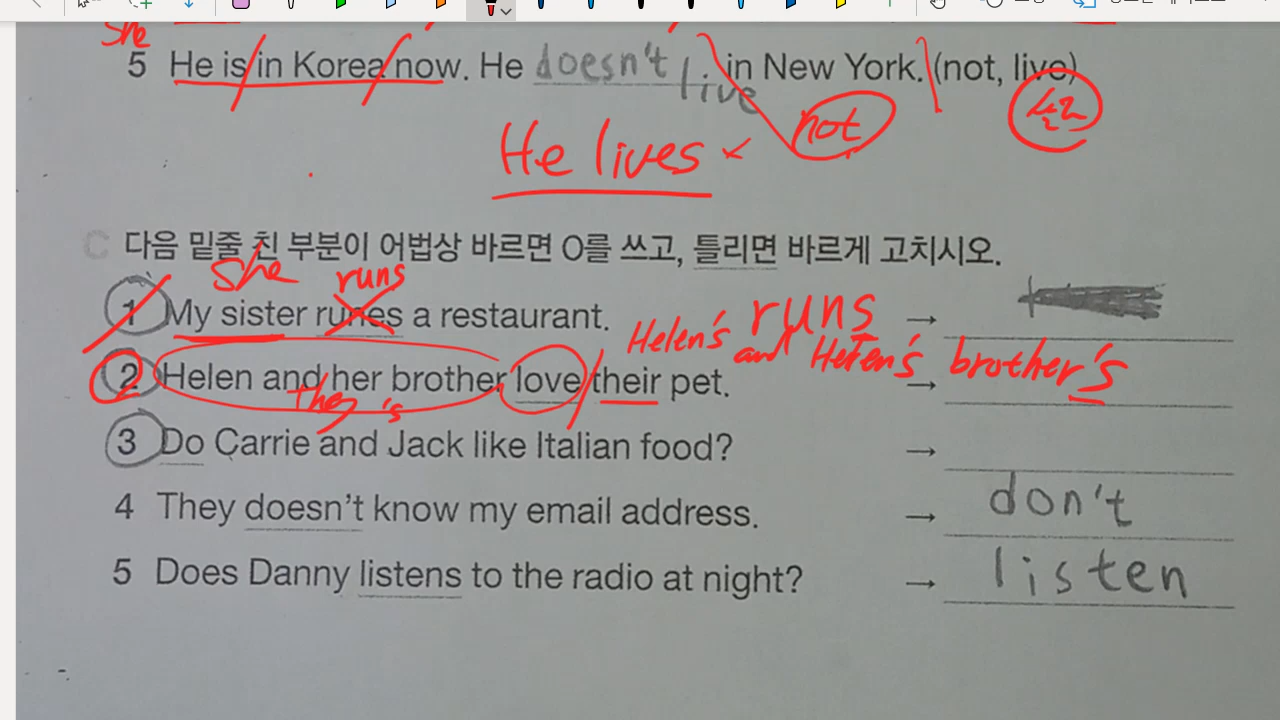 she
5 He is in Korea now. He doesn't live in New York. (not, live)
not
He lives ×
C 다음 밑줄 친 부분이 어법상 바르면 O를 쓰고, 틀리면 바르게 고치시오.
she runs
1 My sister runes a restaurant. runs →
Helen's and Helen's brother's
2 Helen and her brother love their pet. →
they 's
3 Do Carrie and Jack like Italian food? →
4 They doesn't know my email address. → don't
5 Does Danny listens to the radio at night? → listen